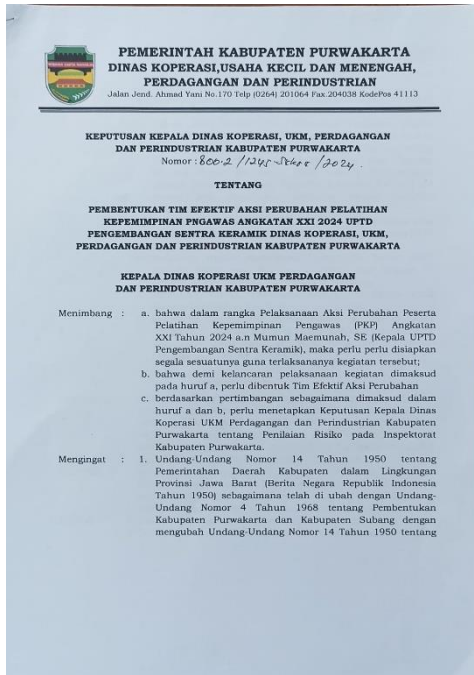 PEMERINTAH KABUPATEN PURWAKARTA
DINAS KOPERASI,USAHA KECIL DAN MENENGAH,
PERDAGANGAN DAN PERINDUSTRIAN
Jalan Jend. Ahmad Yani No.170 Telp (0264) 201064 Fax.204038 KodePos 41113
KEPUTUSAN KEPALA DINAS KOPERASI, UKM, PERDAGANGAN
DAN PERINDUSTRIAN KABUPATEN PURWAKARTA
Nomor : 800.2 /1245-Sekre /2024.
TENTANG
PEMBENTUKAN TIM EFEKTIF AKSI PERUBAHAN PELATIHAN
KEPEMIMPINAN PNGAWAS ANGKATAN XXI 2024 UPTD
PENGEMBANGAN SENTRA KERAMIK DINAS KOPERASI, UKM,
PERDAGANGAN DAN PERINDUSTRIAN KABUPATEN PURWAKARTA
KEPALA DINAS KOPERASI UKM PERDAGANGAN
DAN PERINDUSTRIAN KABUPATEN PURWAKARTA
Menimbang : a. bahwa dalam rangka Pelaksanaan Aksi Perubahan Peserta
Pelatihan Kepemimpinan Pengawas (PKP) Angkatan
XXI Tahun 2024 a.n Mumun Maemunah, SE (Kepala UPTD
Pengembangan Sentra Keramik), maka perlu perlu disiapkan
segala sesuatunya guna terlaksananya kegiatan tersebut;
b. bahwa demi kelancaran pelaksanaan kegiatan dimaksud
pada huruf a, perlu dibentuk Tim Efektif Aksi Perubahan
c. berdasarkan pertimbangan sebagaimana dimaksud dalam
huruf a dan b, perlu menetapkan Keputusan Kepala Dinas
Koperasi UKM Perdagangan dan Perindustrian Kabupaten
Purwakarta tentang Penilaian Risiko pada Inspektorat
Kabupaten Purwakarta.
Mengingat : 1. Undang-Undang Nomor 14 Tahun 1950 tentang
Pemerintahan Daerah Kabupaten dalam Lingkungan
Provinsi Jawa Barat (Berita Negara Republik Indonesia
Tahun 1950) sebagaimana telah di ubah dengan Undang-
Undang Nomor 4 Tahun 1968 tentang Pembentukan
Kabupaten Purwakarta dan Kabupaten Subang dengan
mengubah Undang-Undang Nomor 14 Tahun 1950 tentang